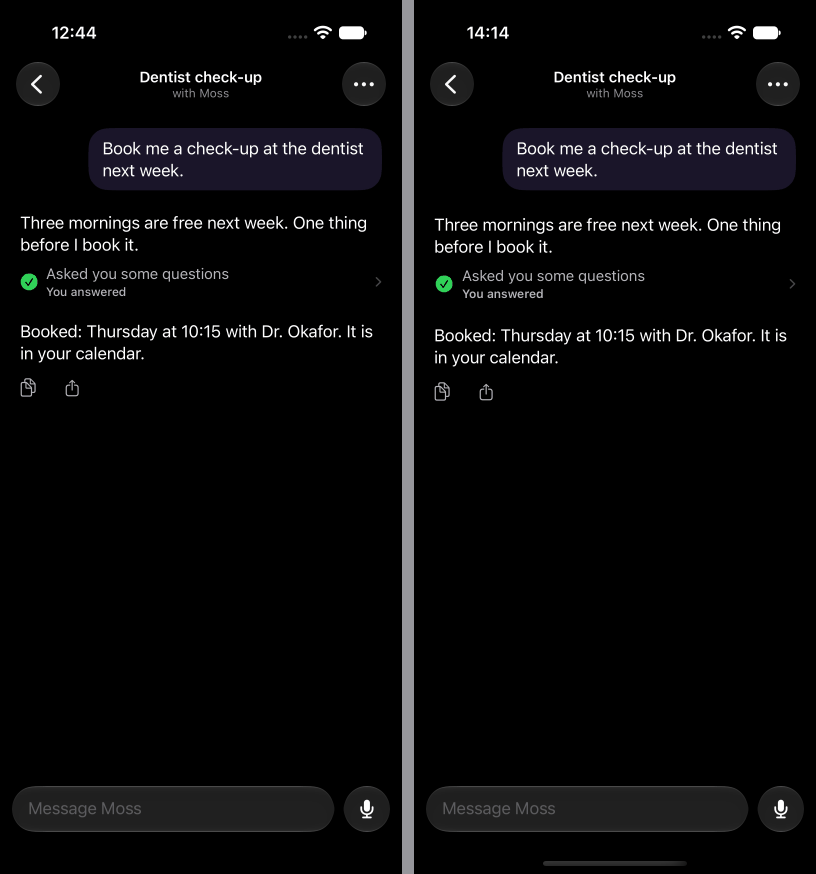 12:44
Dentist check-up
with Moss
Book me a check-up at the dentist
next week.
Three mornings are free next week. One thing
before I book it.
Asked you some questions
You answered
Booked: Thursday at 10:15 with Dr. Okafor. It is
in your calendar.
Message Moss
14:14
Dentist check-up
with Moss
Book me a check-up at the dentist
next week.
Three mornings are free next week. One thing
before I book it.
Asked you some questions
You answered
Booked: Thursday at 10:15 with Dr. Okafor. It is
in your calendar.
Message Moss